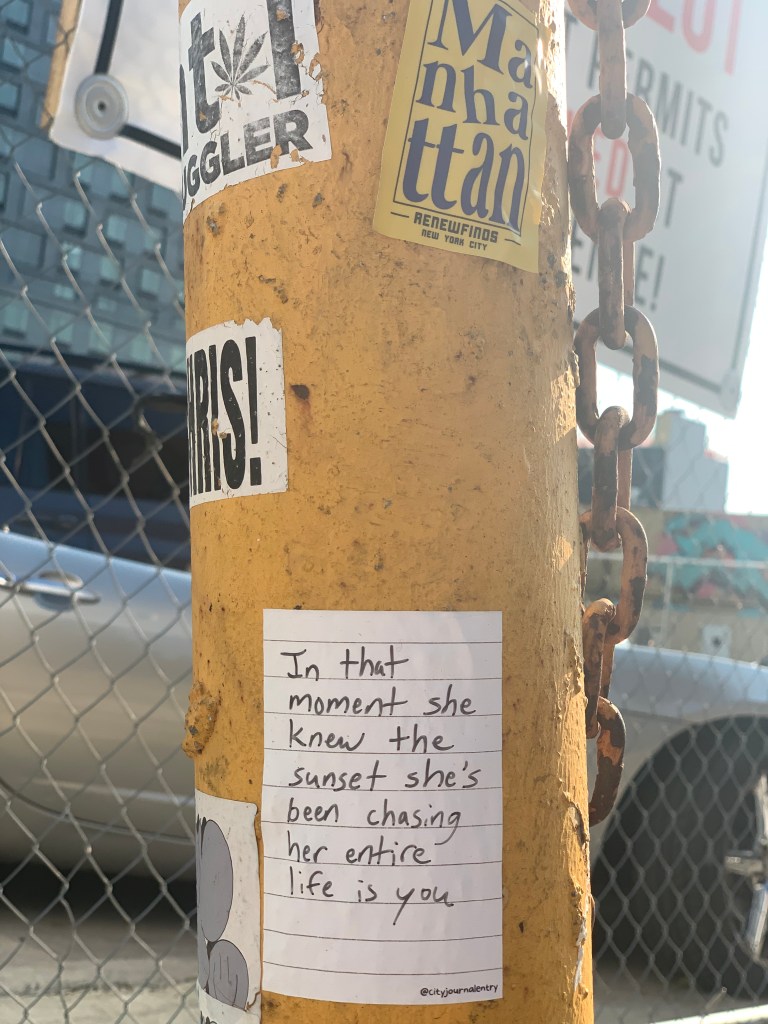 Ma
nha
ttan
RENEWFINDS
NEW YORK CITY
PERMITS
In that
moment she
knew the
sunset she's
been chasing
her entire
life is you
@cityjournalentry